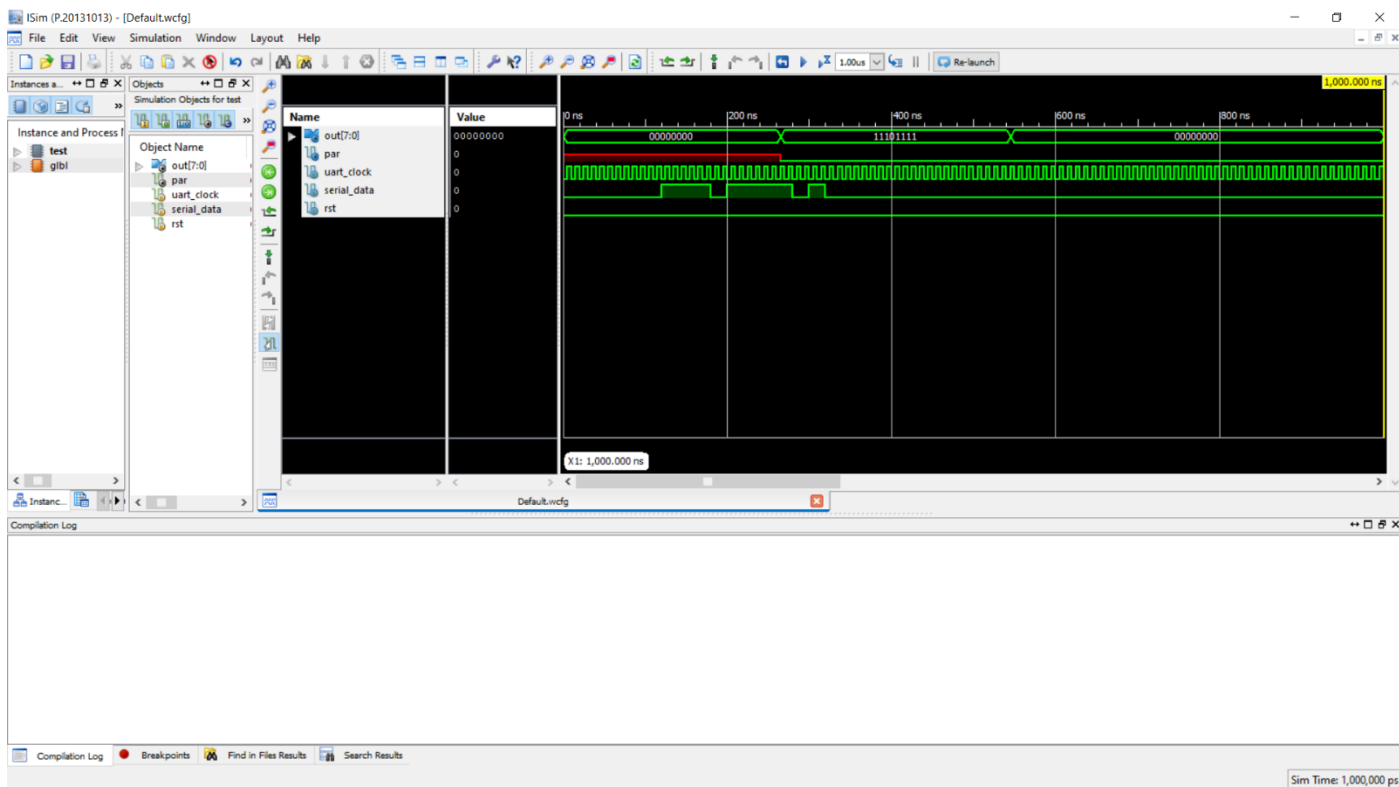 ISim (P.20131013) - [Default.wcfg]
File Edit View Simulation Window Layout Help
1.00us Re-launch
Instances a...
Instance and Process
test
glbl
Instanc...
Objects
Simulation Objects for test
Object Name
out[7:0]
par
uart_clock
serial_data
rst
Name Value
out[7:0] 00000000
par 0
uart_clock 0
serial_data 0
rst 0
1,000.000 ns
0 ns 200 ns 400 ns 600 ns 800 ns
00000000 11101111 00000000
X1: 1,000.000 ns
Default.wcfg
Compilation Log
Compilation Log Breakpoints Find in Files Results Search Results
Sim Time: 1,000,000 ps